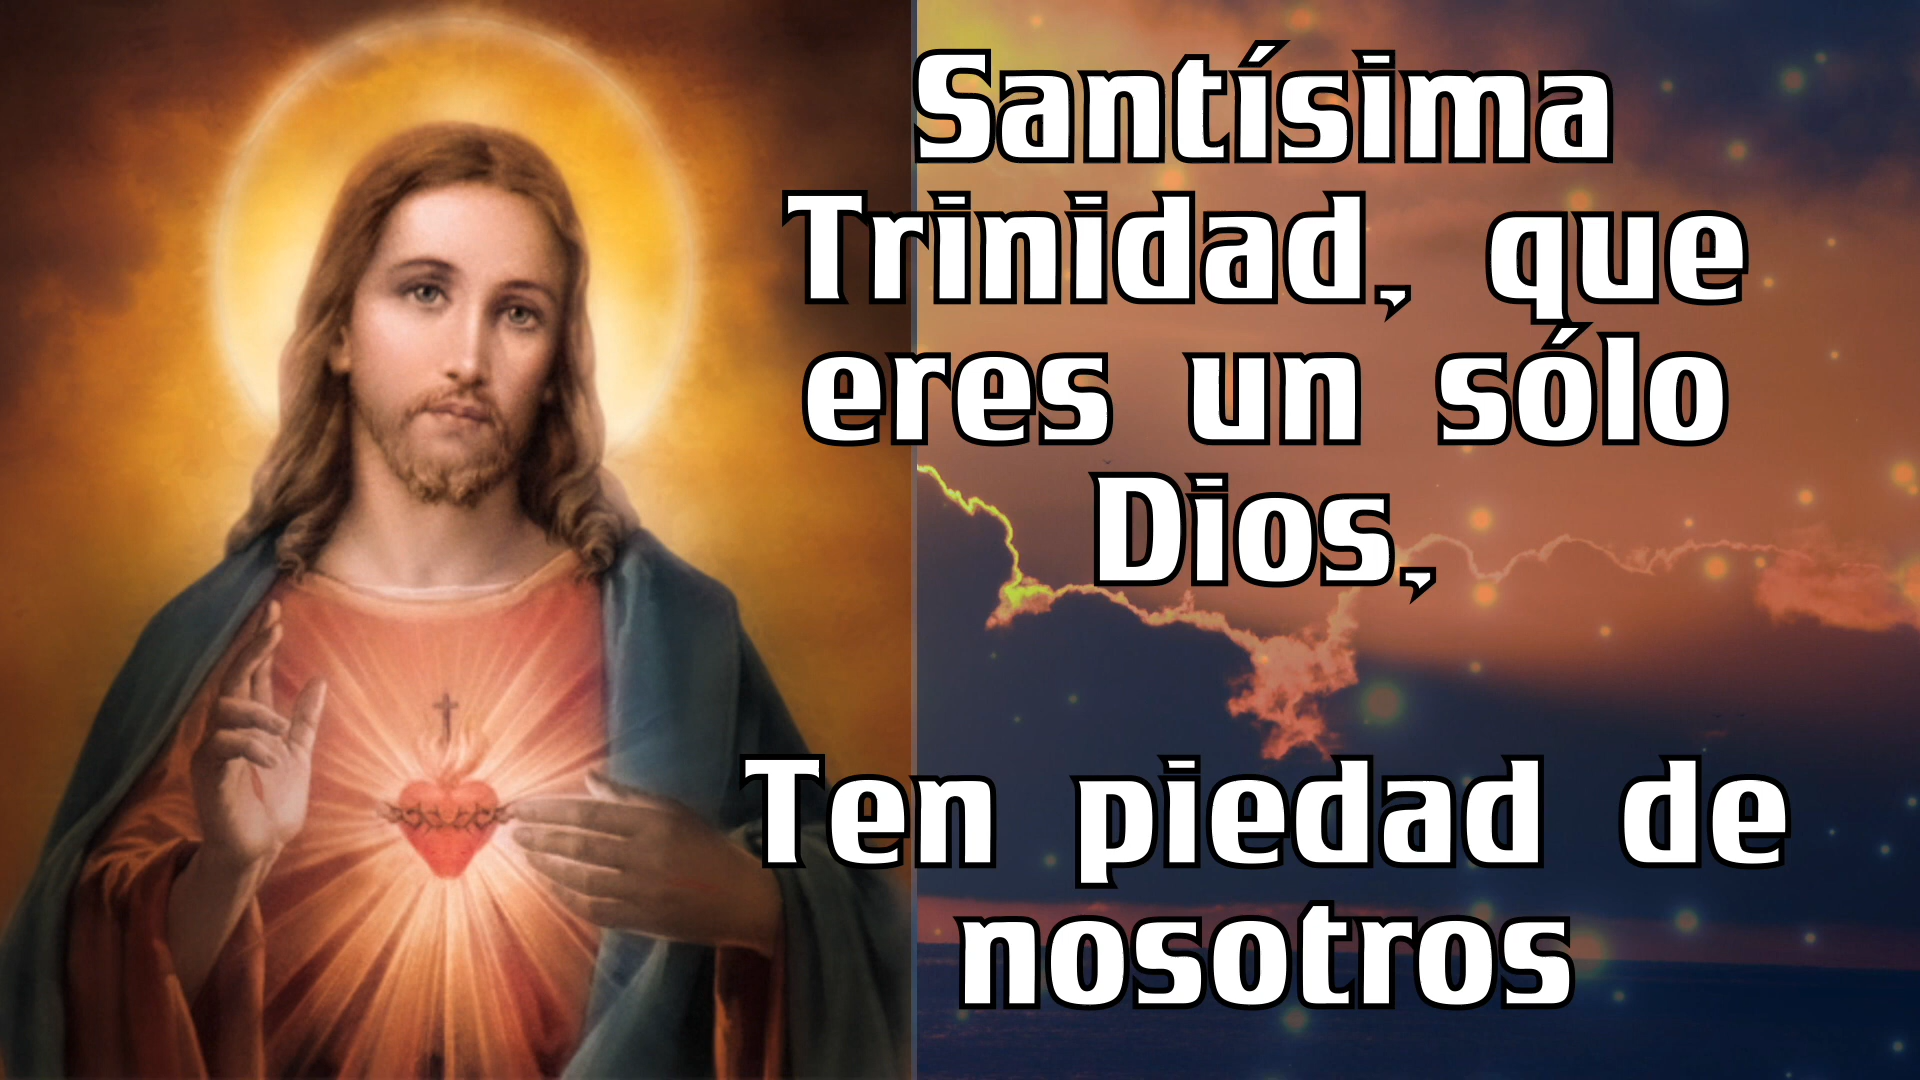 Santísima
Trinidad, que
eres un sólo
Dios,
Ten piedad de
nosotros